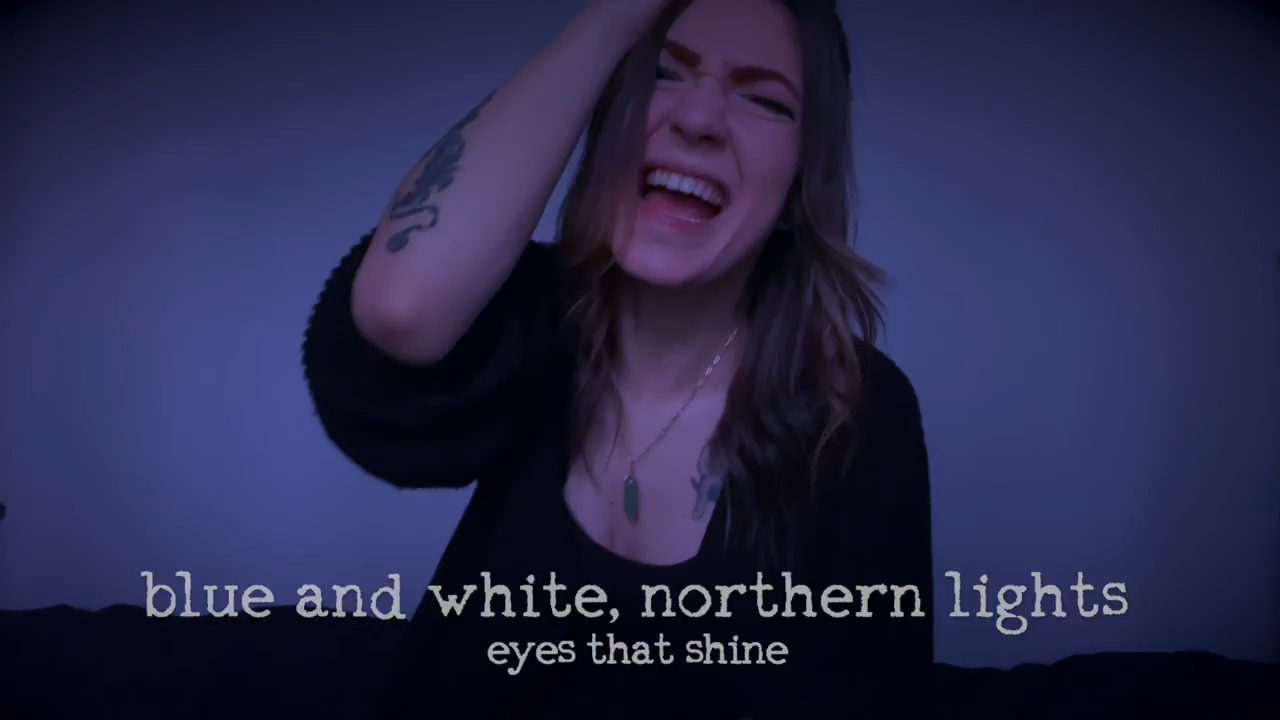 blue and white, northern lights
eyes that shine